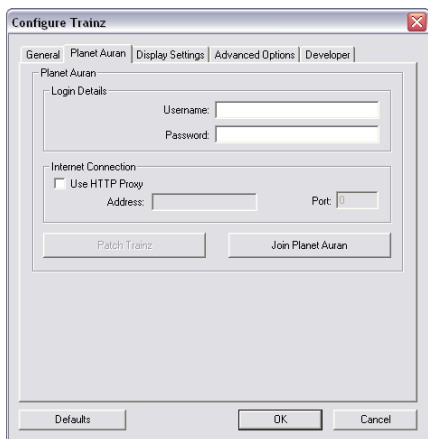 Configure Trainz
General Planet Auran Display Settings Advanced Options Developer
Planet Auran
Login Details
Username:
Password:
Internet Connection
Use HTTP Proxy
Address: Port: 0
Patch Trainz Join Planet Auran
Defaults OK Cancel